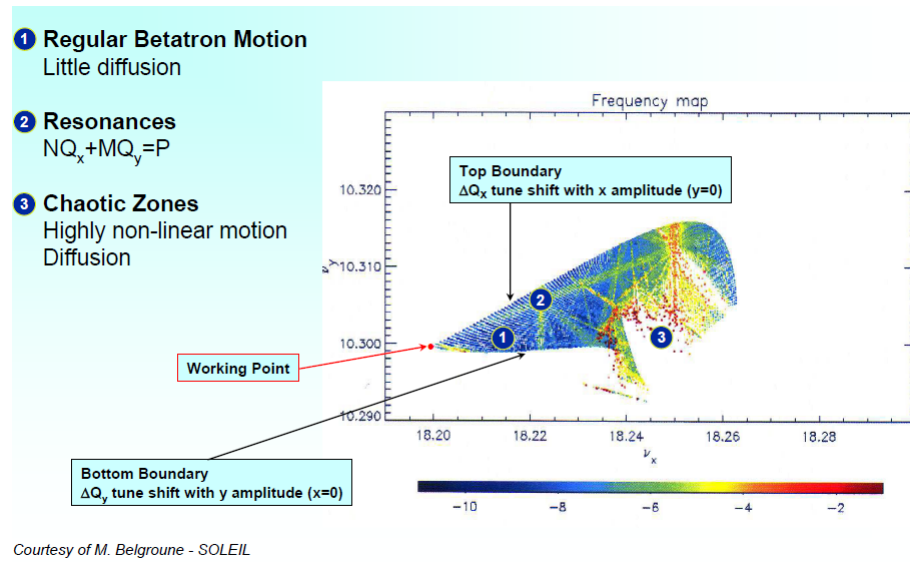 1 Regular Betatron Motion
Little diffusion
2 Resonances
NQx+MQy=P
3 Chaotic Zones
Highly non-linear motion
Diffusion
Frequency map
Top Boundary
ΔQx tune shift with x amplitude (y=0)
10.320
10.310
νy
10.300
10.290
2
1
3
Working Point
18.20 18.22 18.24 18.26 18.28
νx
Bottom Boundary
ΔQy tune shift with y amplitude (x=0)
−10 −8 −6 −4 −2
Courtesy of M. Belgroune - SOLEIL